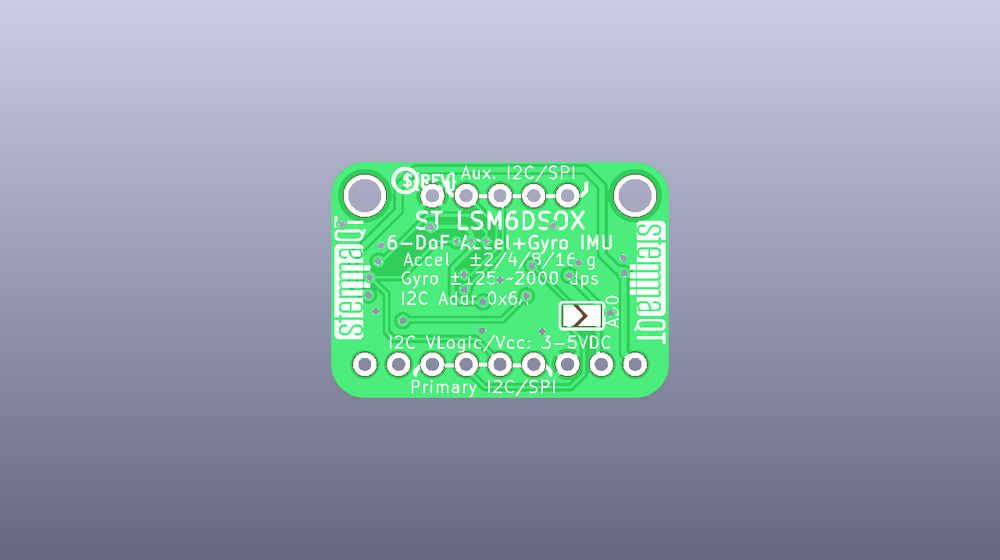 Aux. I2C/SPI
${REV}
ST LSM6DSOX
6-DoF Accel+Gyro IMU
Accel ±2/4/8/16 g
Gyro ±125~2000 dps
I2C Addr 0x6A
AD0
stemmaQT
stemmaQT
I2C VLogic/Vcc: 3-5VDC
Primary I2C/SPI